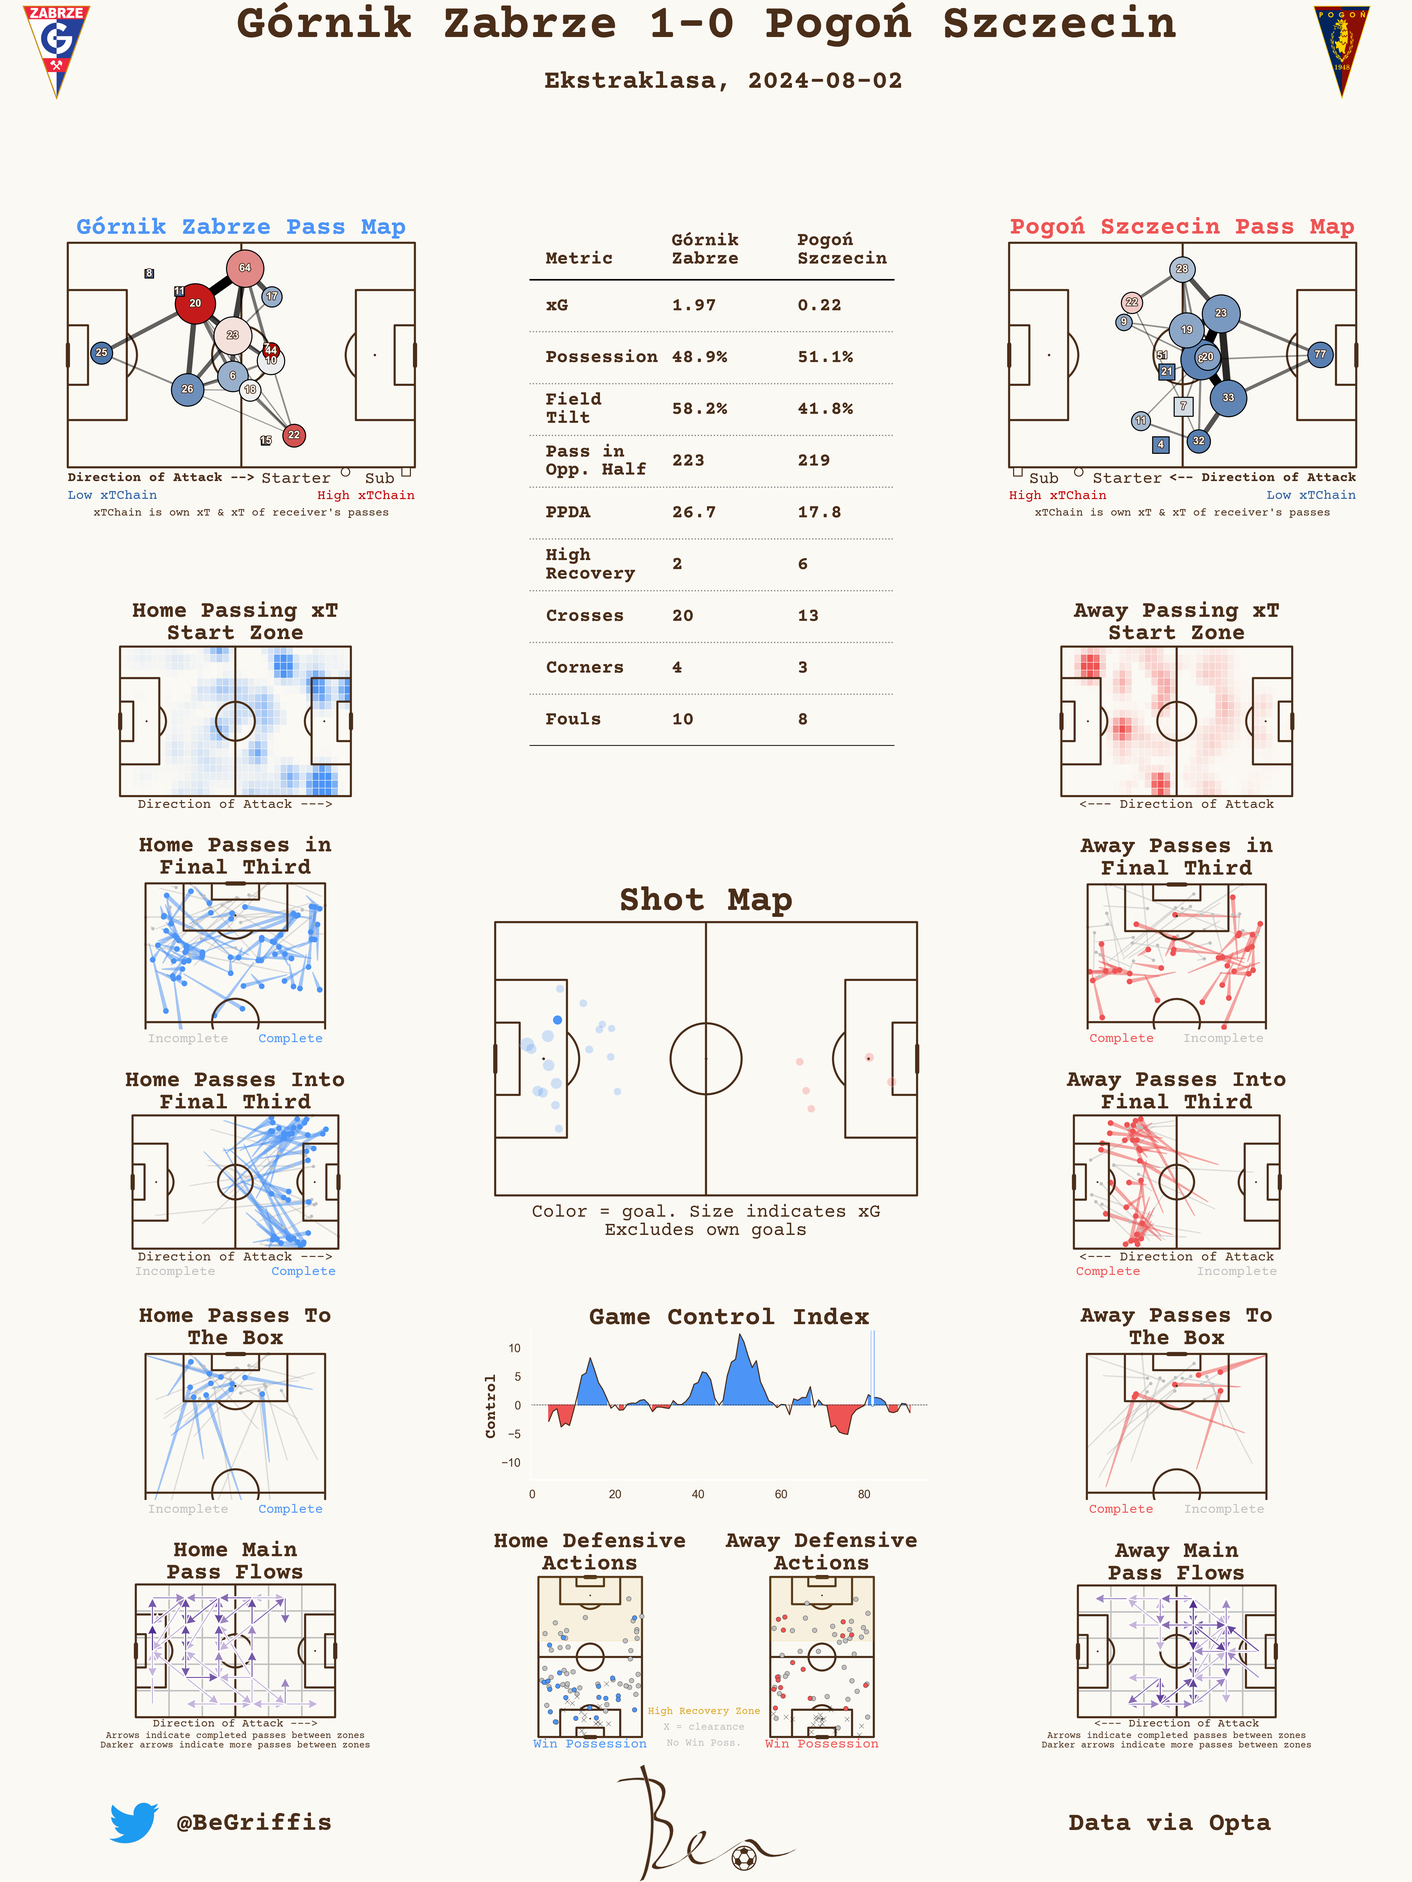 Górnik Zabrze 1-0 Pogoń Szczecin
Ekstraklasa, 2024-08-02
ZABRZE
G
POGOŃ
1948
Górnik Zabrze Pass Map
8
64
11
20
17
23
25
44
10
6
26
18
15
22
Direction of Attack --> Starter Sub
Low xTChain High xTChain
xTChain is own xT & xT of receiver's passes
Metric Górnik Zabrze Pogoń Szczecin
xG 1.97 0.22
Possession 48.9% 51.1%
Field Tilt 58.2% 41.8%
Pass in Opp. Half 223 219
PPDA 26.7 17.8
High Recovery 2 6
Crosses 20 13
Corners 4 3
Fouls 10 8
Pogoń Szczecin Pass Map
28
22
23
9
19
51
20
77
21
7
33
11
4
32
Sub Starter <-- Direction of Attack
High xTChain Low xTChain
xTChain is own xT & xT of receiver's passes
Home Passing xT
Start Zone
Direction of Attack --->
Away Passing xT
Start Zone
<--- Direction of Attack
Home Passes in
Final Third
Incomplete Complete
Away Passes in
Final Third
Complete Incomplete
Shot Map
Color = goal. Size indicates xG
Excludes own goals
Home Passes Into
Final Third
Direction of Attack --->
Incomplete Complete
Away Passes Into
Final Third
<--- Direction of Attack
Complete Incomplete
Home Passes To
The Box
Incomplete Complete
Game Control Index
Control
10
5
0
−5
−10
0 20 40 60 80
Away Passes To
The Box
Complete Incomplete
Home Main
Pass Flows
Direction of Attack --->
Arrows indicate completed passes between zones
Darker arrows indicate more passes between zones
Home Defensive
Actions
Win Possession
High Recovery Zone
X = clearance
No Win Poss.
Away Defensive
Actions
Win Possession
Away Main
Pass Flows
<--- Direction of Attack
Arrows indicate completed passes between zones
Darker arrows indicate more passes between zones
@BeGriffis
Ben
Data via Opta